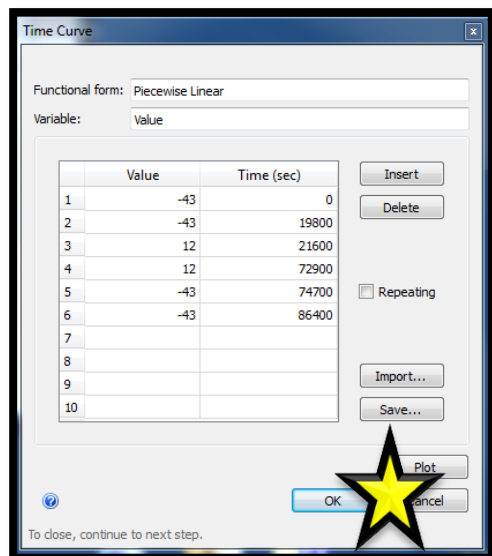 Time Curve
x
Functional form: Piecewise Linear
Variable: Value
Value Time (sec)
1 -43 0
2 -43 19800
3 12 21600
4 12 72900
5 -43 74700
6 -43 86400
7
8
9
10
Insert
Delete
Repeating
Import...
Save...
Plot
?
OK
To close, continue to next step.